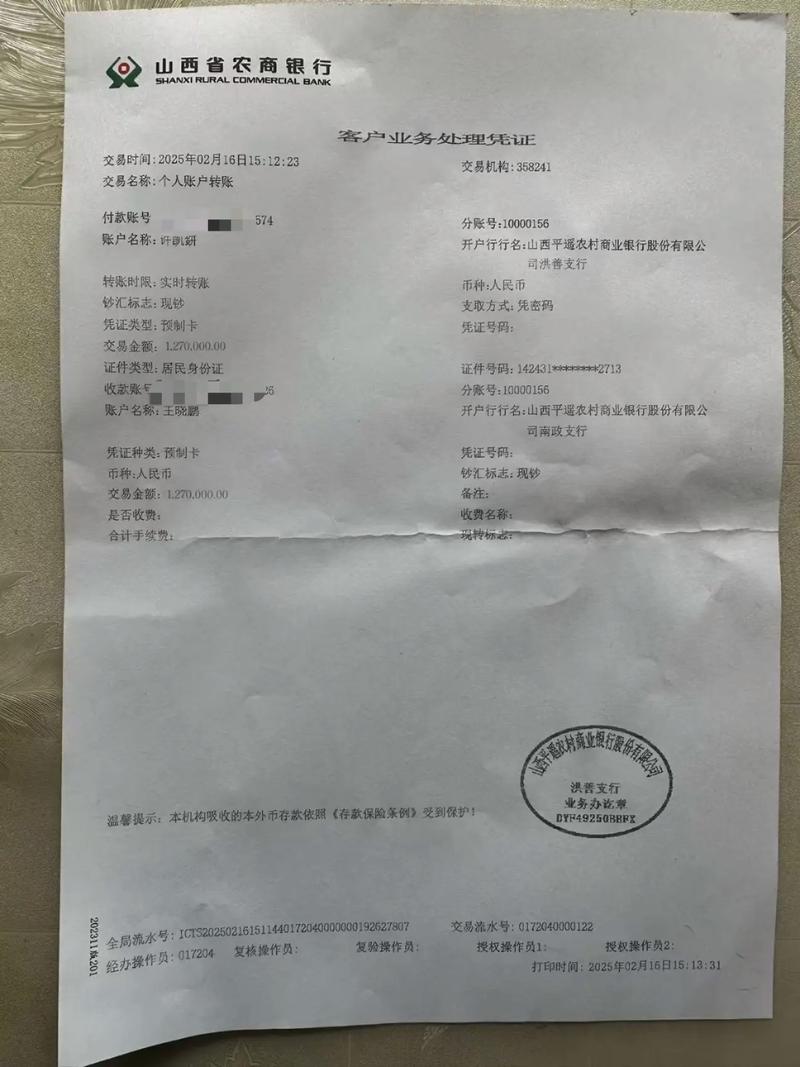 山西省农商银行
SHANXI RURAL COMMERCIAL BANK
客户业务处理凭证
交易时间:2025年02月16日15:12:23
交易机构:358241
交易名称:个人账户转账
付款账号 574
分账号:10000156
账户名称:许凯妍
开户行行名:山西平遥农村商业银行股份有限公
司洪善支行
转账时限:实时转账
币种:人民币
钞汇标志:现钞
支取方式:凭密码
凭证类型:预制卡
凭证号码:
交易金额:1,270,000.00
证件类型:居民身份证
证件号码:142431********2713
收款账号
分账号:10000156
账户名称:王晓鹏
开户行行名:山西平遥农村商业银行股份有限公
司南政支行
凭证种类:预制卡
凭证号码:
币种:人民币
钞汇标志:现钞
交易金额:1,270,000.00
备注:
是否收费:
收费名称:
合计手续费:
现转标志:
山西平遥农村商业银行股份有限公司
洪善支行
业务办讫章
温馨提示:本机构吸收的本外币存款依照《存款保险条例》受到保护!
202311版201
全局流水号:ICTS20250216151144017204000000019262​7807
交易流水号:0172040000122
经办操作员:017204
复核操作员:
复验操作员:
授权操作员1:
授权操作员2:
打印时间:2025年02月16日15:13:31